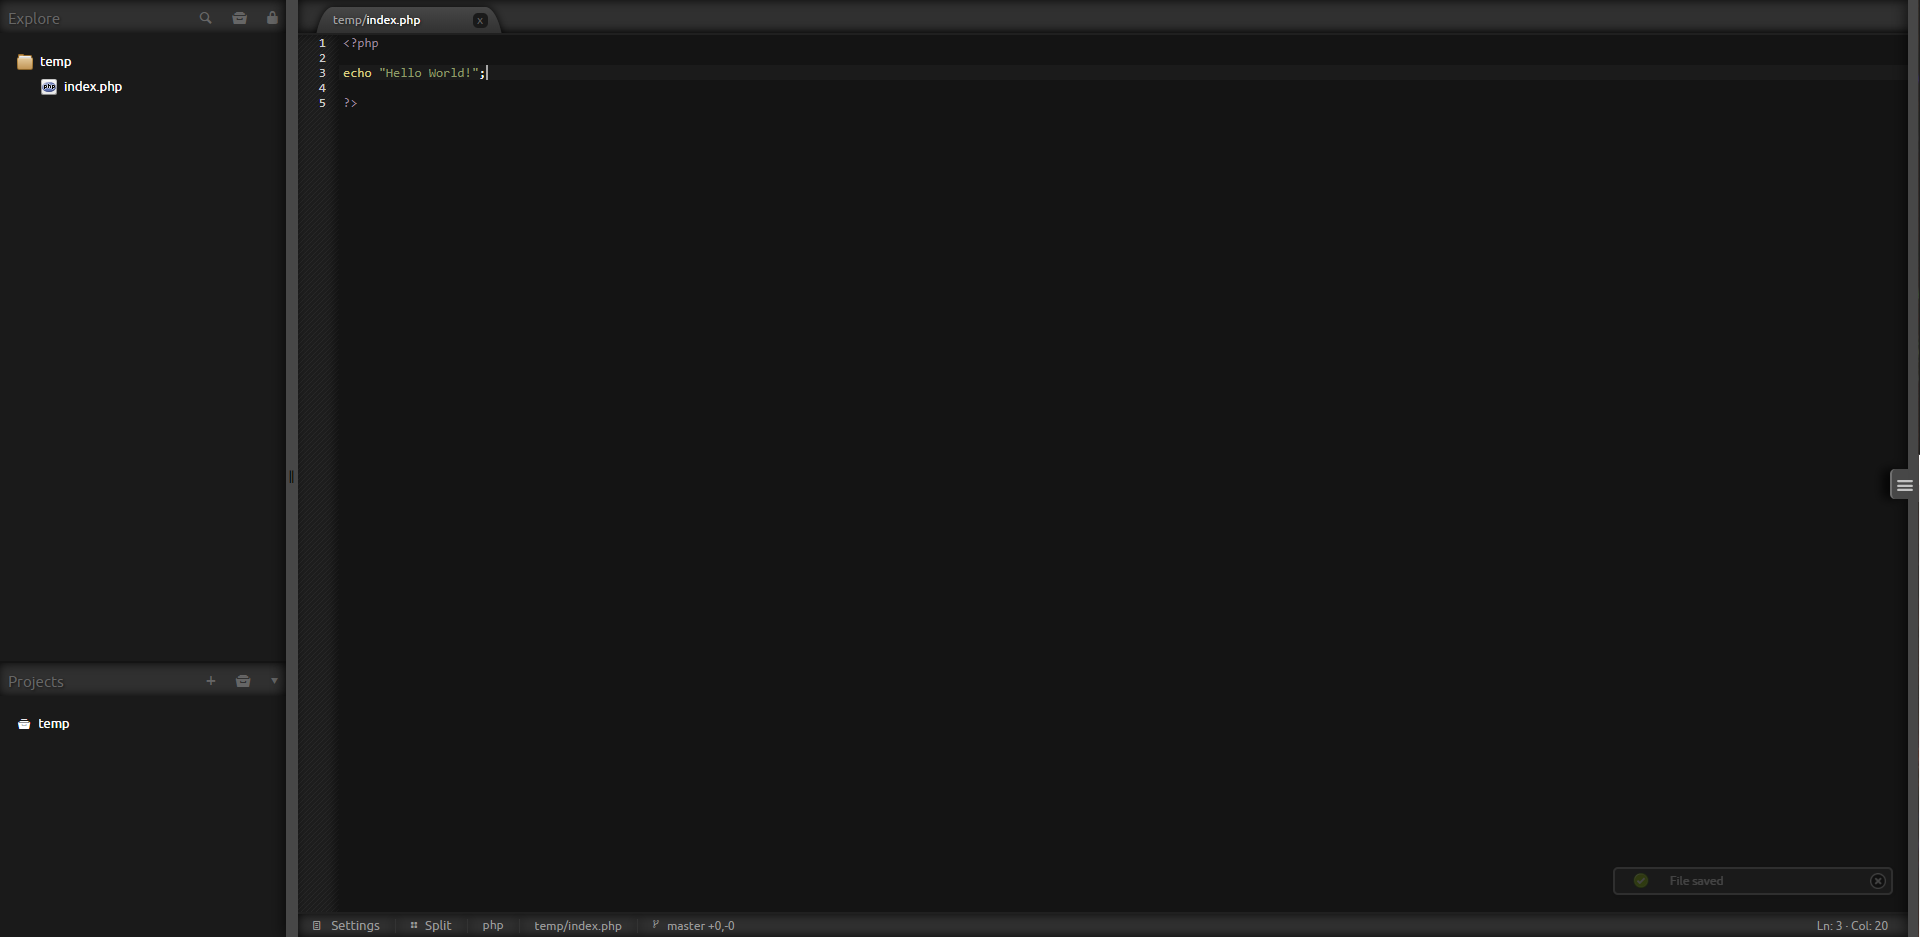 Explore
temp
index.php
Projects
temp
temp/index.php x
1 <?php
2
3 echo "Hello World!";
4
5 ?>
File saved
Settings Split php temp/index.php master +0,-0 Ln: 3 · Col: 20